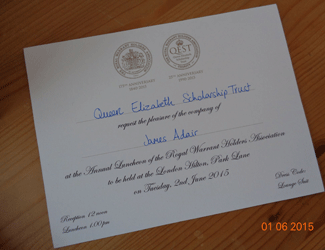 QEST
Queen Elizabeth Scholarship Trust
request the pleasure of the company of
James Adair
at the Annual Luncheon of the Royal Warrant Holders Association
to be held at the London Hilton, Park Lane
on Tuesday, 2nd June 2015
Reception 12 noon
Luncheon 1.00pm
Dress Code:
Lounge Suit
01 06 2015